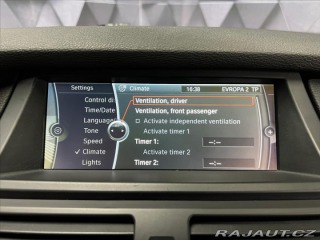 Settings
Climate 16:38 EVROPA 2 TP
Control di
Time/Date
Language
Tone
Speed
✓ Climate
Lights
Ventilation, driver
Ventilation, front passenger
□ Activate independent ventilation
Activate timer 1
Timer 1: --:--
Activate timer 2
Timer 2: --:--
RAJAUT.CZ